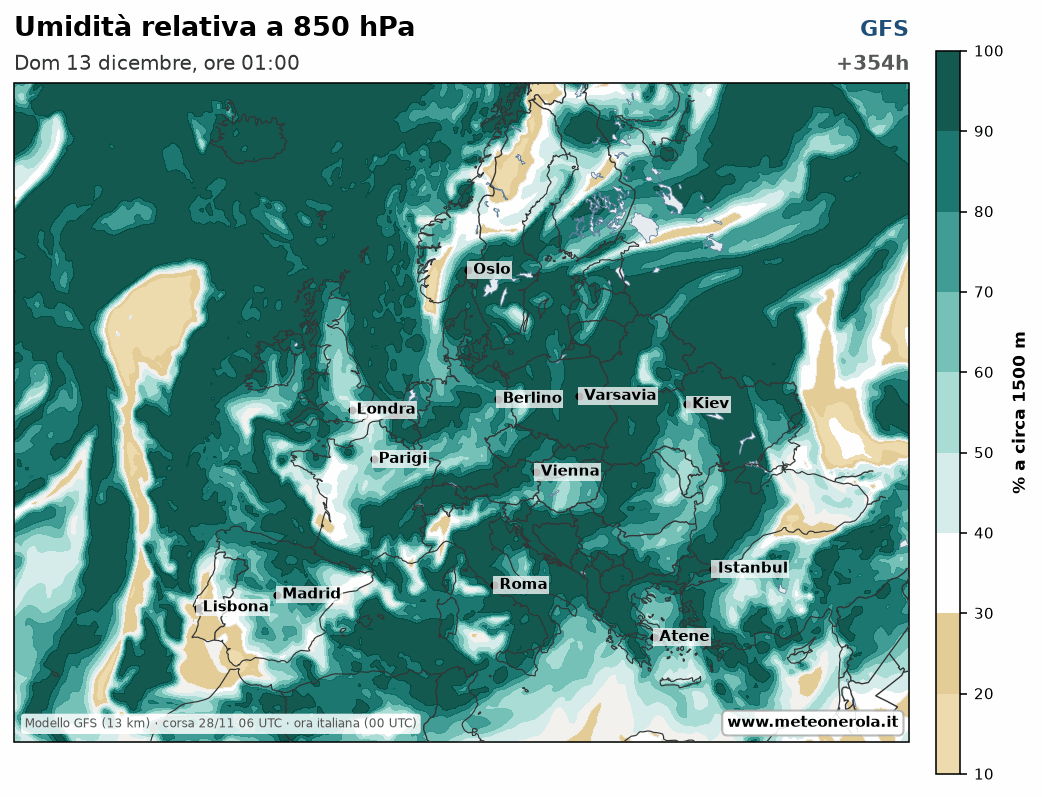 Umidità relativa a 850 hPa
GFS
Dom 13 dicembre, ore 01:00
+354h
100
90
80
70
60
50
40
30
20
10
% a circa 1500 m
Oslo
Berlino
Varsavia
Kiev
Londra
Parigi
Vienna
Istanbul
Roma
Madrid
Lisbona
Atene
Modello GFS (13 km) · corsa 28/11 06 UTC · ora italiana (00 UTC)
www.meteonerola.it